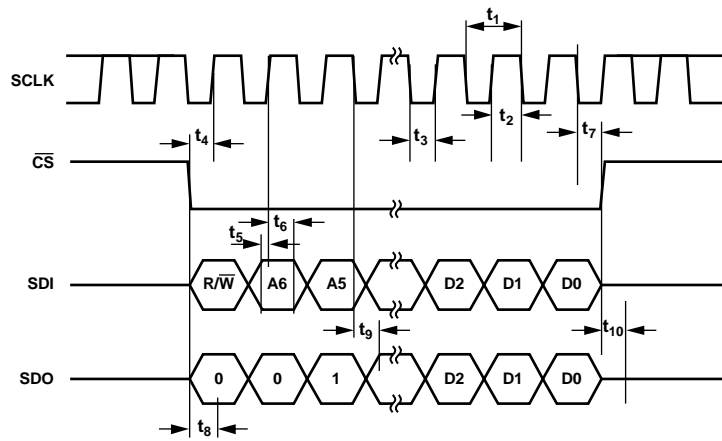 t1
SCLK
t4
t3
t2
t7
CS
t6
t5
SDI
R/W
A6
A5
D2
D1
D0
t9
t10
SDO
0
0
1
D2
D1
D0
t8